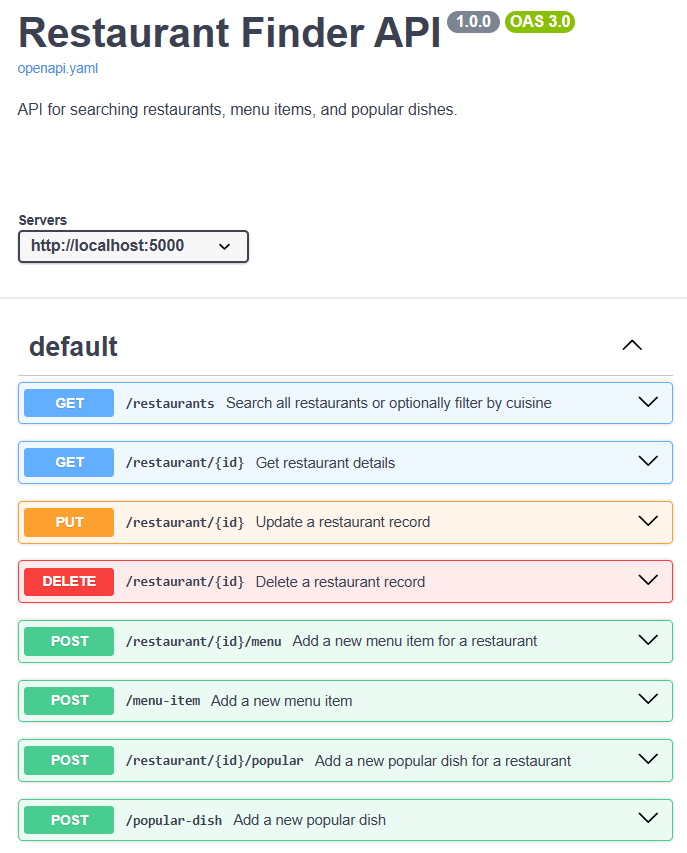 Restaurant Finder API 1.0.0 OAS 3.0
openapi.yaml
API for searching restaurants, menu items, and popular dishes.
Servers
http://localhost:5000
default
GET /restaurants Search all restaurants or optionally filter by cuisine
GET /restaurant/{id} Get restaurant details
PUT /restaurant/{id} Update a restaurant record
DELETE /restaurant/{id} Delete a restaurant record
POST /restaurant/{id}/menu Add a new menu item for a restaurant
POST /menu-item Add a new menu item
POST /restaurant/{id}/popular Add a new popular dish for a restaurant
POST /popular-dish Add a new popular dish